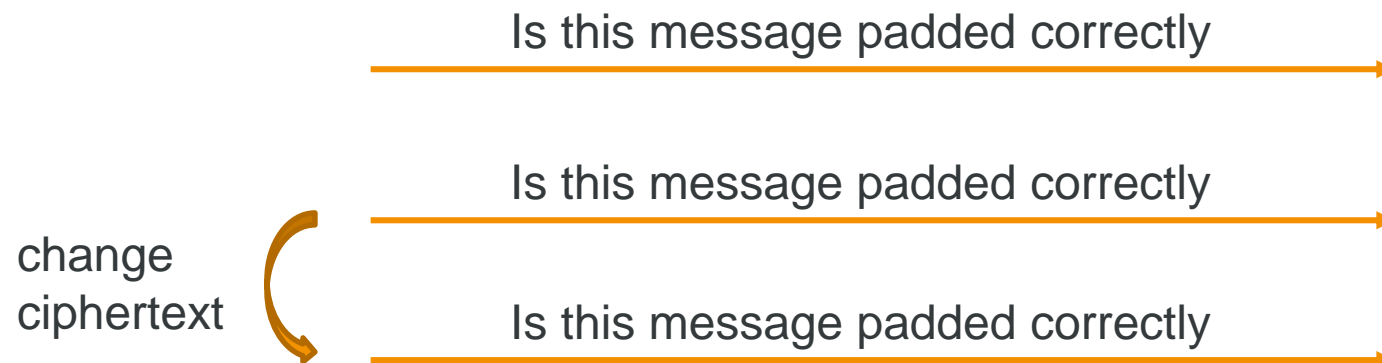 Is this message padded correctly
Is this message padded correctly
change
ciphertext
Is this message padded correctly